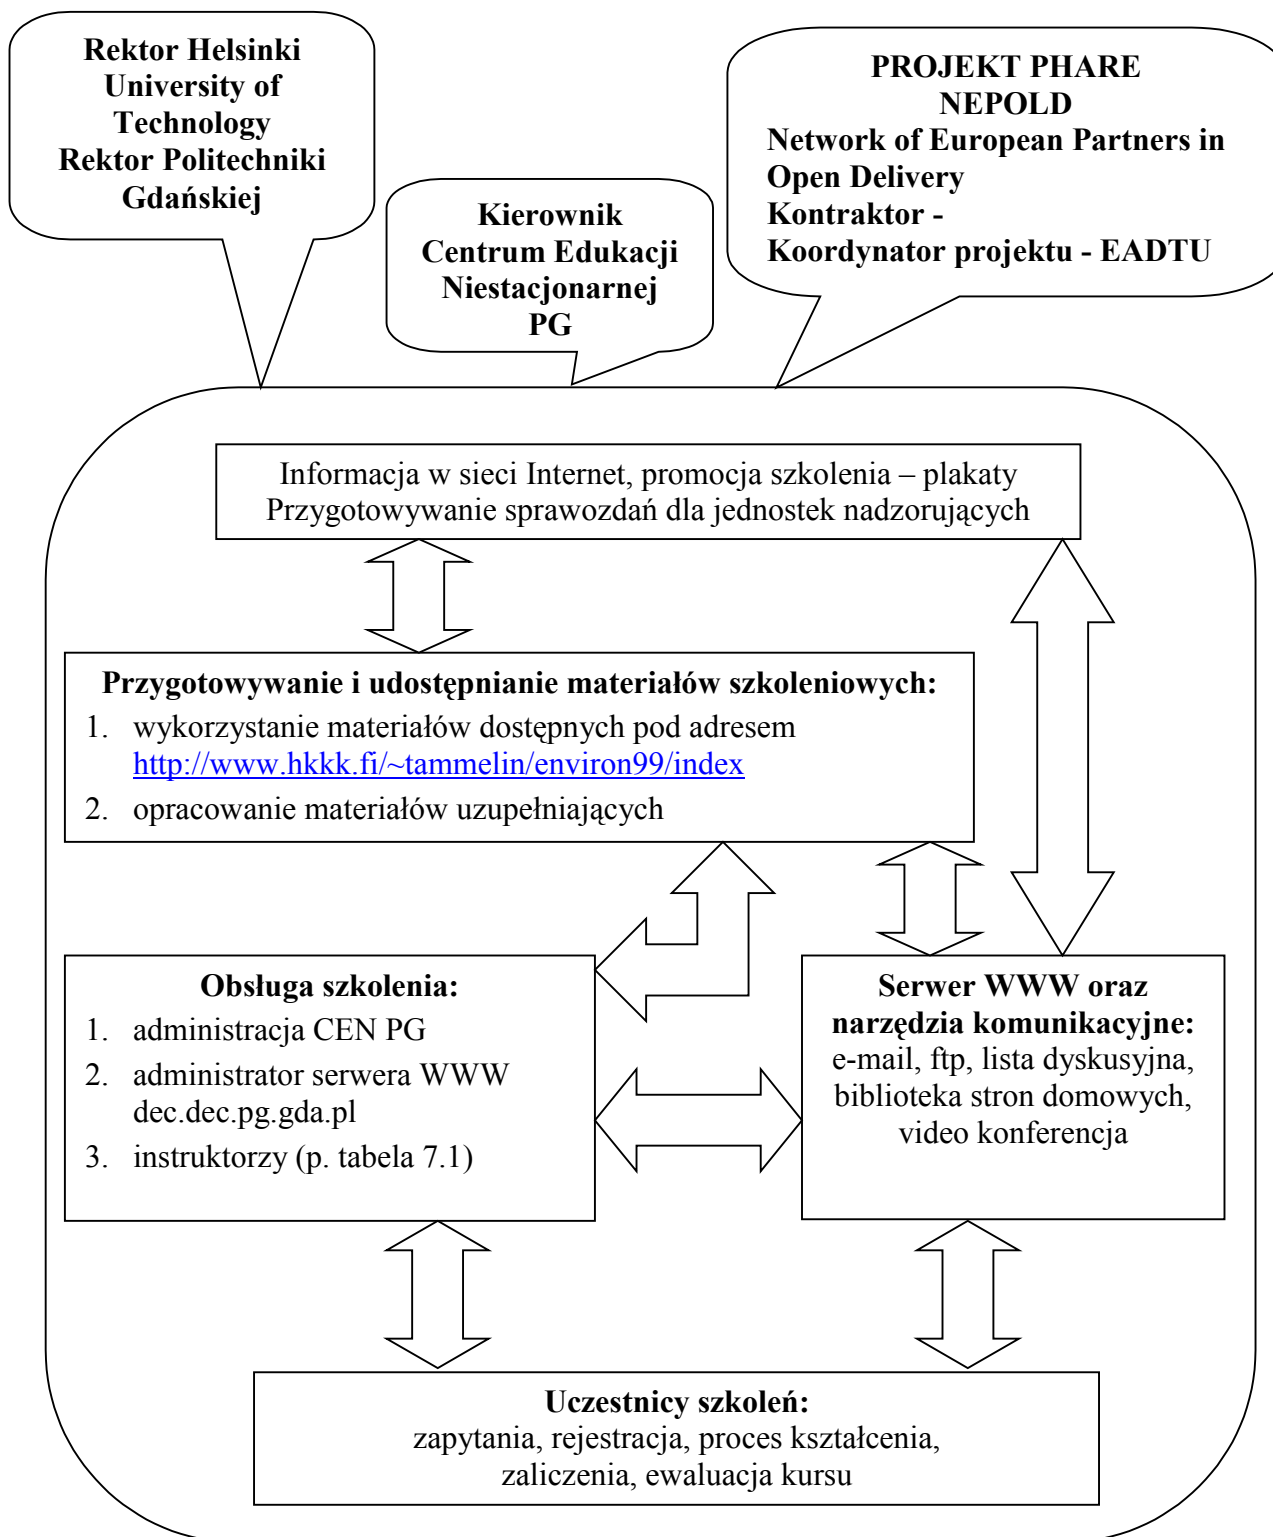 Rektor Helsinki
University of
Technology
Rektor Politechniki
Gdańskiej
Kierownik
Centrum Edukacji
Niestacjonarnej
PG
PROJEKT PHARE
NEPOLD
Network of European Partners in
Open Delivery
Kontraktor -
Koordynator projektu - EADTU
Informacja w sieci Internet, promocja szkolenia – plakaty
Przygotowywanie sprawozdań dla jednostek nadzorujących
Przygotowywanie i udostępnianie materiałów szkoleniowych:
1. wykorzystanie materiałów dostępnych pod adresem
http://www.hkkk.fi/~tammelin/environ99/index
2. opracowanie materiałów uzupełniających
Obsługa szkolenia:
1. administracja CEN PG
2. administrator serwera WWW
dec.dec.pg.gda.pl
3. instruktorzy (p. tabela 7.1)
Serwer WWW oraz
narzędzia komunikacyjne:
e-mail, ftp, lista dyskusyjna,
biblioteka stron domowych,
video konferencja
Uczestnicy szkoleń:
zapytania, rejestracja, proces kształcenia,
zaliczenia, ewaluacja kursu